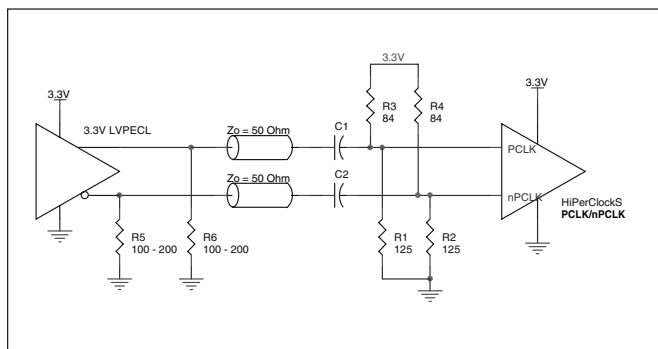 3.3V
3.3V
3.3V
3.3V LVPECL
R3
84
R4
84
Zo = 50 Ohm
C1
PCLK
Zo = 50 Ohm
C2
nPCLK
HiPerClockS
PCLK/nPCLK
R5
100 - 200
R6
100 - 200
R1
125
R2
125